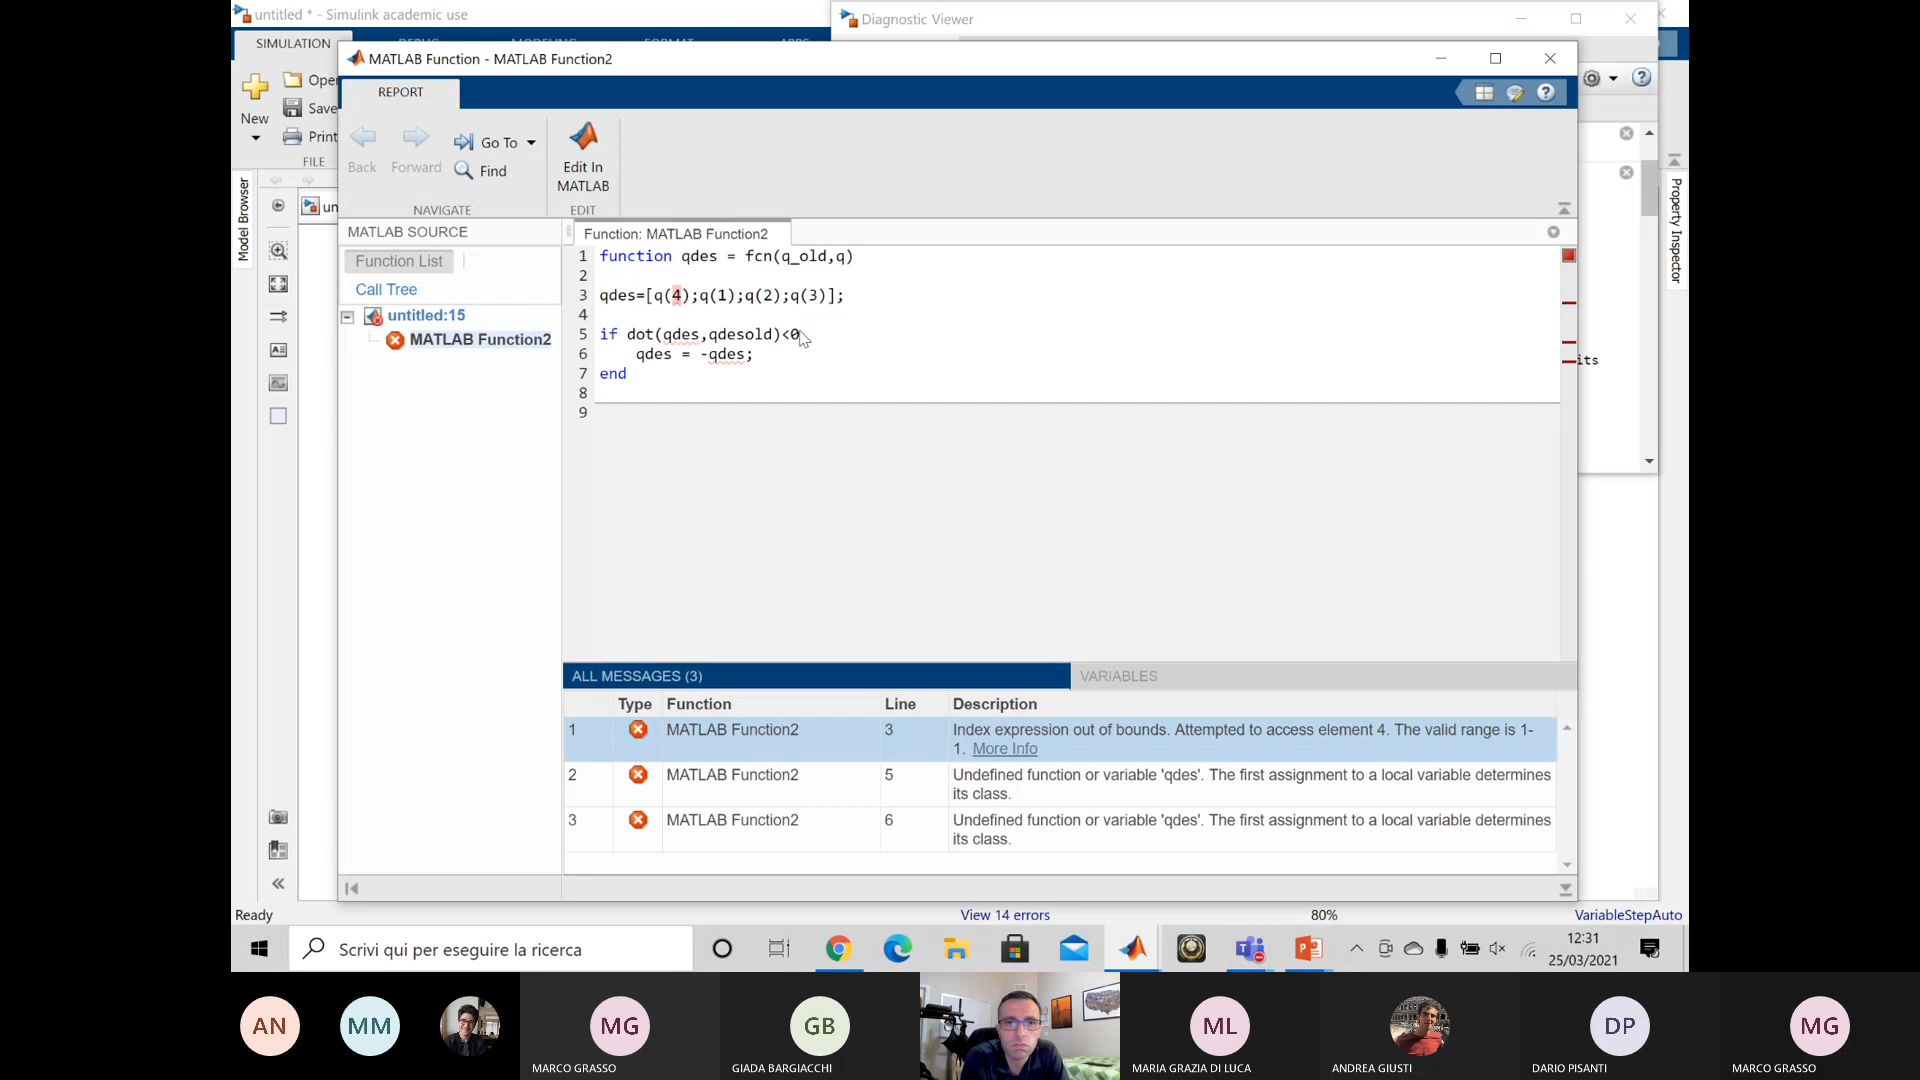 untitled * - Simulink academic use
Diagnostic Viewer
SIMULATION
DEBUG
MODELING
FORMAT
APPS
MATLAB Function - MATLAB Function2
REPORT
New
Open
Save
Print
FILE
Back
Forward
Go To
Find
NAVIGATE
Edit In
MATLAB
EDIT
Model Browser
Property Inspector
un
MATLAB SOURCE
Function List
Call Tree
untitled:15
MATLAB Function2
Function: MATLAB Function2
1 function qdes = fcn(q_old,q)
2
3 qdes=[q(4);q(1);q(2);q(3)];
4
5 if dot(qdes,qdesold)<0
6 qdes = -qdes;
7 end
8
9
its
ALL MESSAGES (3)
VARIABLES
Type Function Line Description
1 MATLAB Function2 3 Index expression out of bounds. Attempted to access element 4. The valid range is 1-
1. More Info
2 MATLAB Function2 5 Undefined function or variable 'qdes'. The first assignment to a local variable determines
its class.
3 MATLAB Function2 6 Undefined function or variable 'qdes'. The first assignment to a local variable determines
its class.
Ready
View 14 errors
80%
VariableStepAuto
Scrivi qui per eseguire la ricerca
12:31
25/03/2021
AN
MM
MG
MARCO GRASSO
GB
GIADA BARGIACCHI
ML
MARIA GRAZIA DI LUCA
ANDREA GIUSTI
DP
DARIO PISANTI
MG
MARCO GRASSO